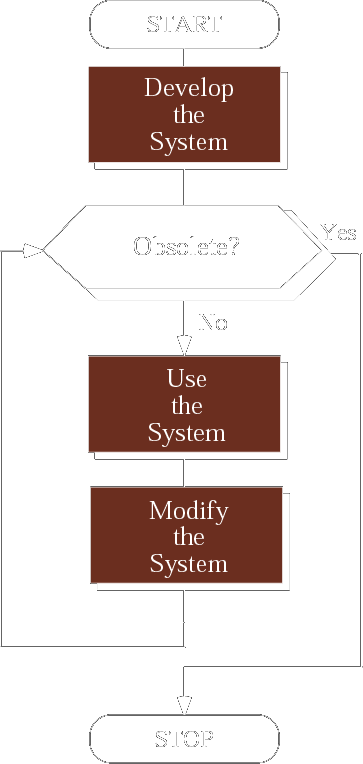 START
Develop
the
System
Obsolete?
Yes
No
Use
the
System
Modify
the
System
STOP